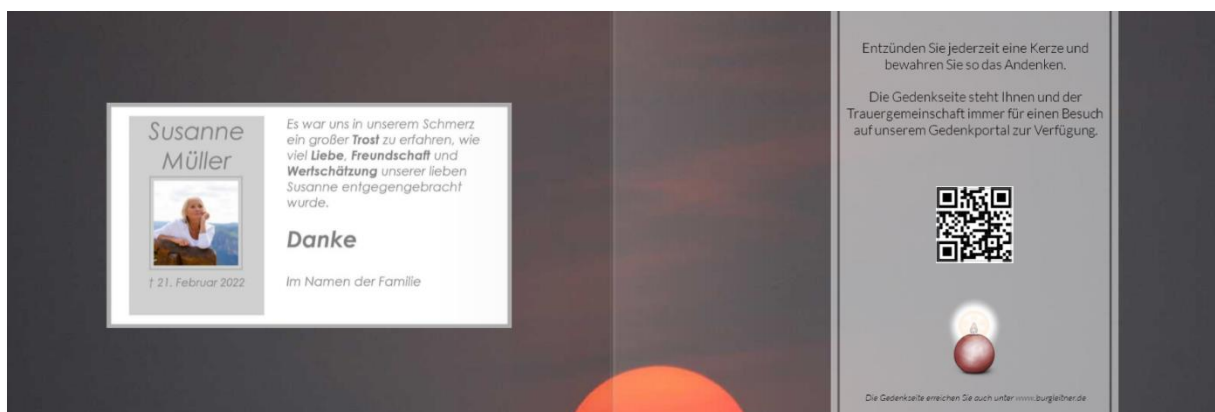 Susanne
Müller
† 21. Februar 2022
Es war uns in unserem Schmerz
ein großer Trost zu erfahren, wie
viel Liebe, Freundschaft und
Wertschätzung unserer lieben
Susanne entgegengebracht
wurde.
Danke
Im Namen der Familie
Entzünden Sie jederzeit eine Kerze und
bewahren Sie so das Andenken.
Die Gedenkseite steht Ihnen und der
Trauergemeinschaft immer für einen Besuch
auf unserem Gedenkportal zur Verfügung.
Die Gedenkseite erreichen Sie auch unter www.burgleitner.de